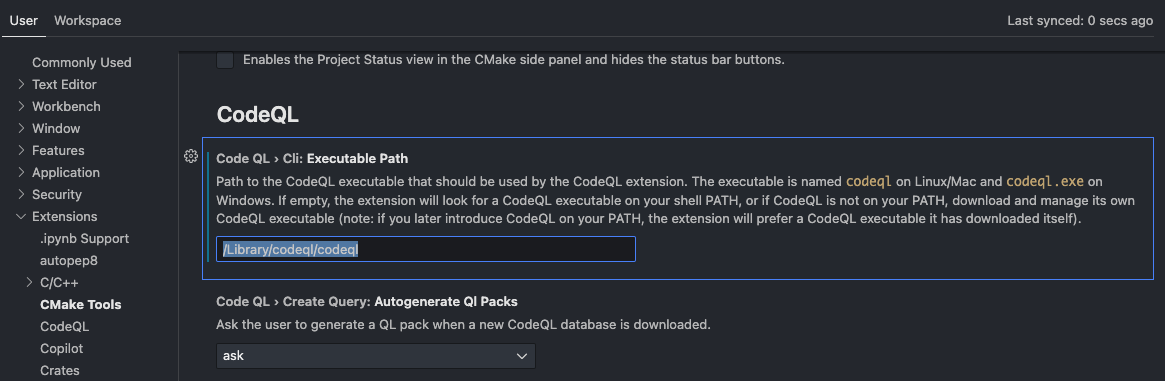 User Workspace Last synced: 0 secs ago
Commonly Used
Text Editor
Workbench
Window
Features
Application
Security
Extensions
.ipynb Support
autopep8
C/C++
CMake Tools
CodeQL
Copilot
Crates
Enables the Project Status view in the CMake side panel and hides the status bar buttons.
CodeQL
Code QL › Cli: Executable Path
Path to the CodeQL executable that should be used by the CodeQL extension. The executable is named codeql on Linux/Mac and codeql.exe on
Windows. If empty, the extension will look for a CodeQL executable on your shell PATH, or if CodeQL is not on your PATH, download and manage its own
CodeQL executable (note: if you later introduce CodeQL on your PATH, the extension will prefer a CodeQL executable it has downloaded itself).
/Library/codeql/codeql
Code QL › Create Query: Autogenerate Ql Packs
Ask the user to generate a QL pack when a new CodeQL database is downloaded.
ask